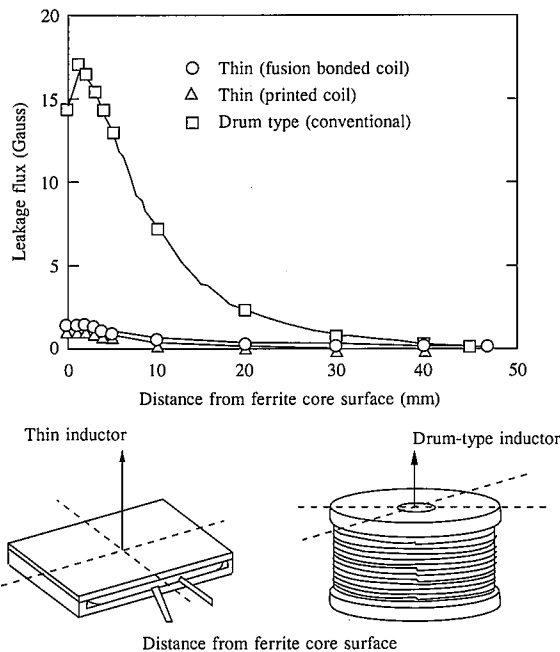 20
15
10
5
0
Leakage flux (Gauss)
Thin (fusion bonded coil)
Thin (printed coil)
Drum type (conventional)
0 10 20 30 40 50
Distance from ferrite core surface (mm)
Thin inductor
Drum-type inductor
Distance from ferrite core surface